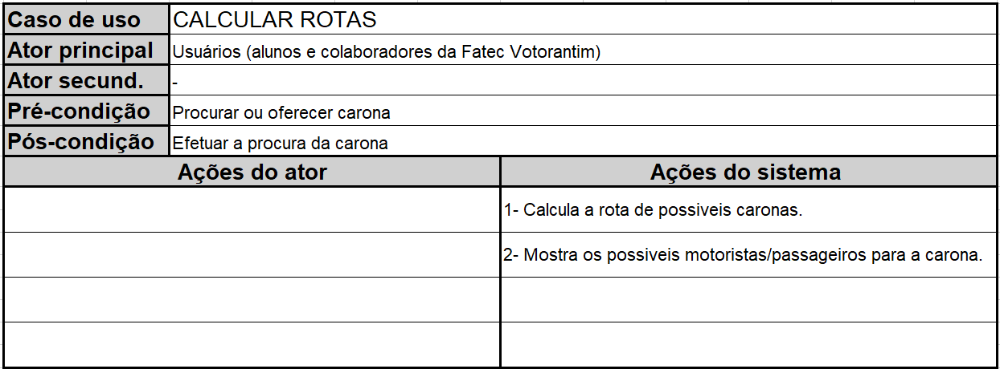 Caso de uso CALCULAR ROTAS
Ator principal Usuários (alunos e colaboradores da Fatec Votorantim)
Ator secund. -
Pré-condição Procurar ou oferecer carona
Pós-condição Efetuar a procura da carona
Ações do ator Ações do sistema
1- Calcula a rota de possiveis caronas.
2- Mostra os possiveis motoristas/passageiros para a carona.